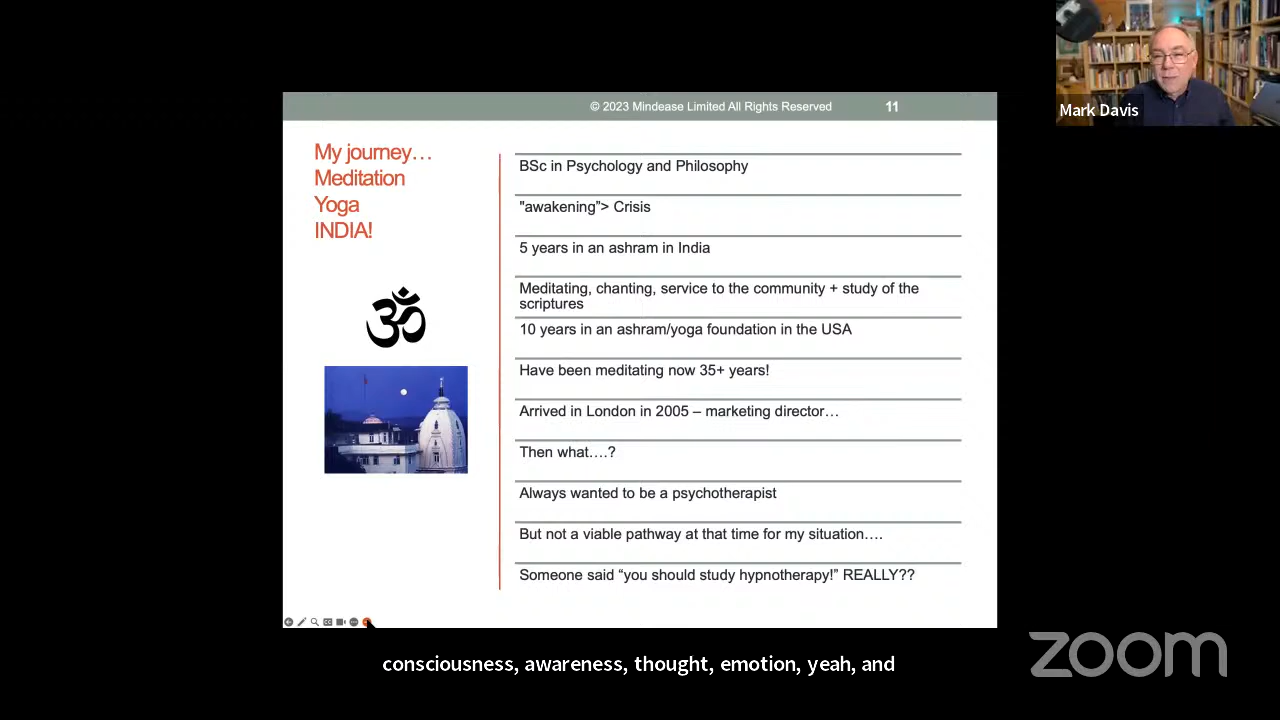 © 2023 Mindease Limited All Rights Reserved 11
Mark Davis
My journey…
Meditation
Yoga
INDIA!
ॐ
BSc in Psychology and Philosophy
"awakening”> Crisis
5 years in an ashram in India
Meditating, chanting, service to the community + study of the
scriptures
10 years in an ashram/yoga foundation in the USA
Have been meditating now 35+ years!
Arrived in London in 2005 – marketing director…
Then what….?
Always wanted to be a psychotherapist
But not a viable pathway at that time for my situation….
Someone said “you should study hypnotherapy!” REALLY??
consciousness, awareness, thought, emotion, yeah, and
zoom